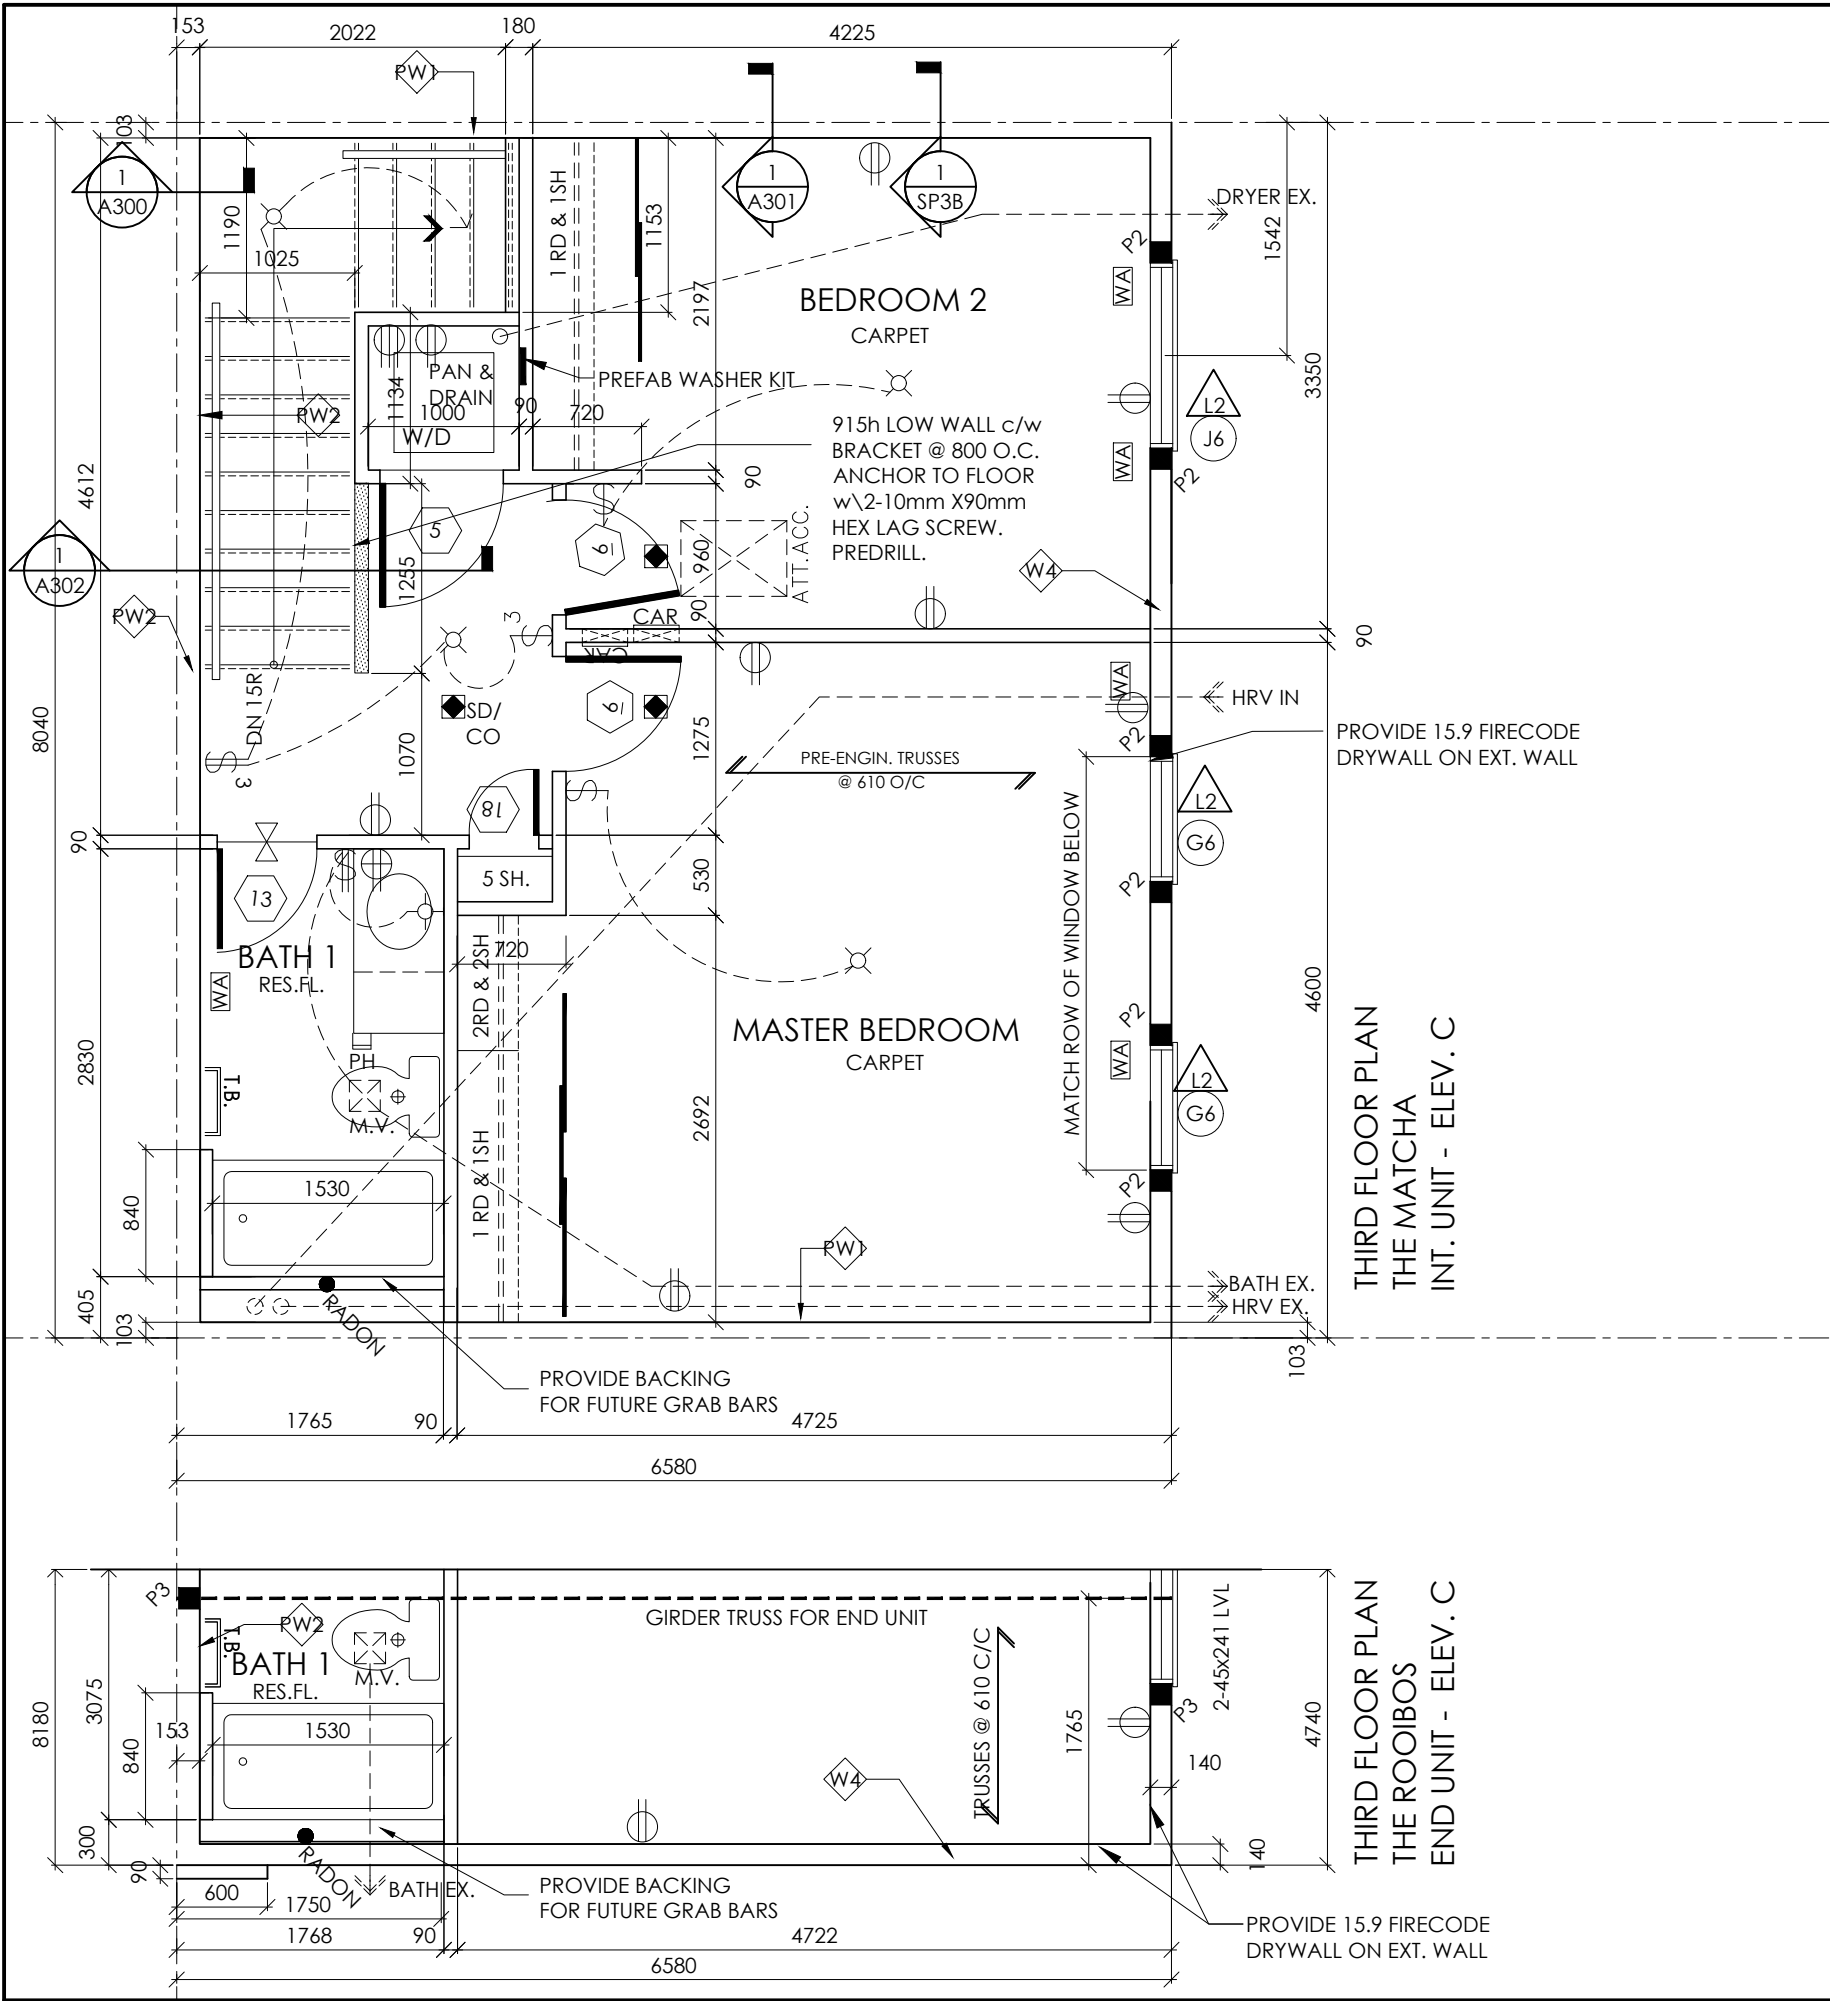 153
2022
180
4225
PW1
103
1
A300
1190
1025
1 RD & 1SH
1153
1
A301
1
SP3B
DRYER EX.
1542
P2
WA
2197
BEDROOM 2
CARPET
3350
PAN &
DRAIN
1134
1000
90
720
W/D
PREFAB WASHER KIT
PW2
L2
J6
WA
P2
915h LOW WALL c/w
BRACKET @ 800 O.C.
ANCHOR TO FLOOR
w\2-10mm X90mm
HEX LAG SCREW.
PREDRILL.
4612
90
5
6
960
ATT.ACC.
1
A302
1255
W4
PW2
90
3
CAR
CAR
90
DN 15R
8040
SD/
CO
6
1275
WA
HRV IN
P2
PROVIDE 15.9 FIRECODE
DRYWALL ON EXT. WALL
3
1070
PRE-ENGIN. TRUSSES
@ 610 O/C
18
MATCH ROW OF WINDOW BELOW
L2
G6
90
530
5 SH.
P2
13
BATH 1
RES.FL.
WA
2RD & 2SH
720
4600
MASTER BEDROOM
CARPET
P2
WA
L2
G6
2830
PH
T.B.
M.V.
2692
1 RD & 1SH
P2
840
1530
PW1
405
103
RADON
BATH EX.
HRV EX.
103
THIRD FLOOR PLAN
THE MATCHA
INT. UNIT - ELEV. C
PROVIDE BACKING
FOR FUTURE GRAB BARS
1765
90
4725
6580
P3
PW2
T.B.
BATH 1
RES.FL.
M.V.
GIRDER TRUSS FOR END UNIT
TRUSSES @ 610 C/C
2-45x241 LVL
P3
8180
3075
840
153
1530
1765
4740
140
W4
300
90
RADON
140
600
1750
BATH EX.
PROVIDE BACKING
FOR FUTURE GRAB BARS
1768
90
4722
6580
PROVIDE 15.9 FIRECODE
DRYWALL ON EXT. WALL
THIRD FLOOR PLAN
THE ROOIBOS
END UNIT - ELEV. C